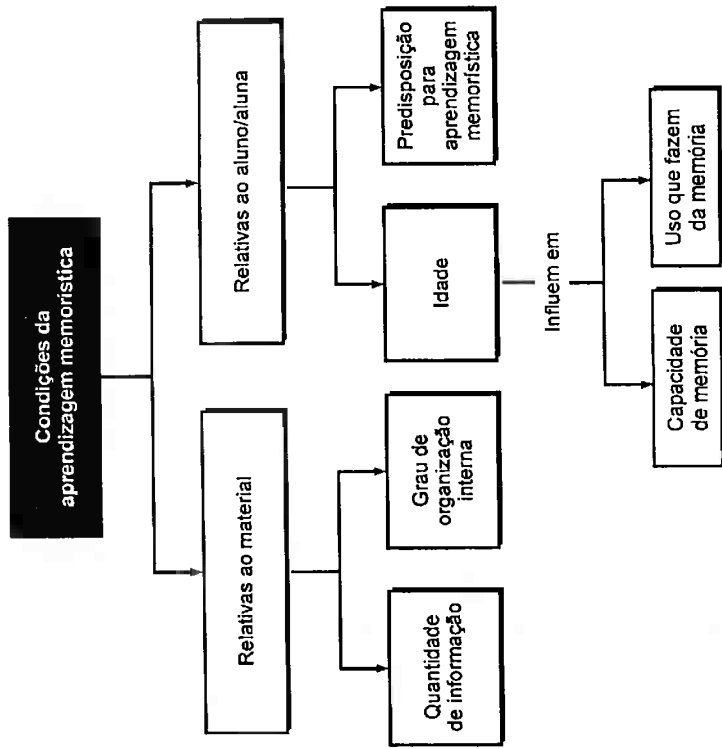 Condições da
aprendizagem memorística
Relativas ao material
Relativas ao aluno/aluna
Quantidade
de informação
Grau de
organização
interna
Idade
Predisposição
para
aprendizagem
memorística
Influem em
Capacidade
de memória
Uso que fazem
da memória